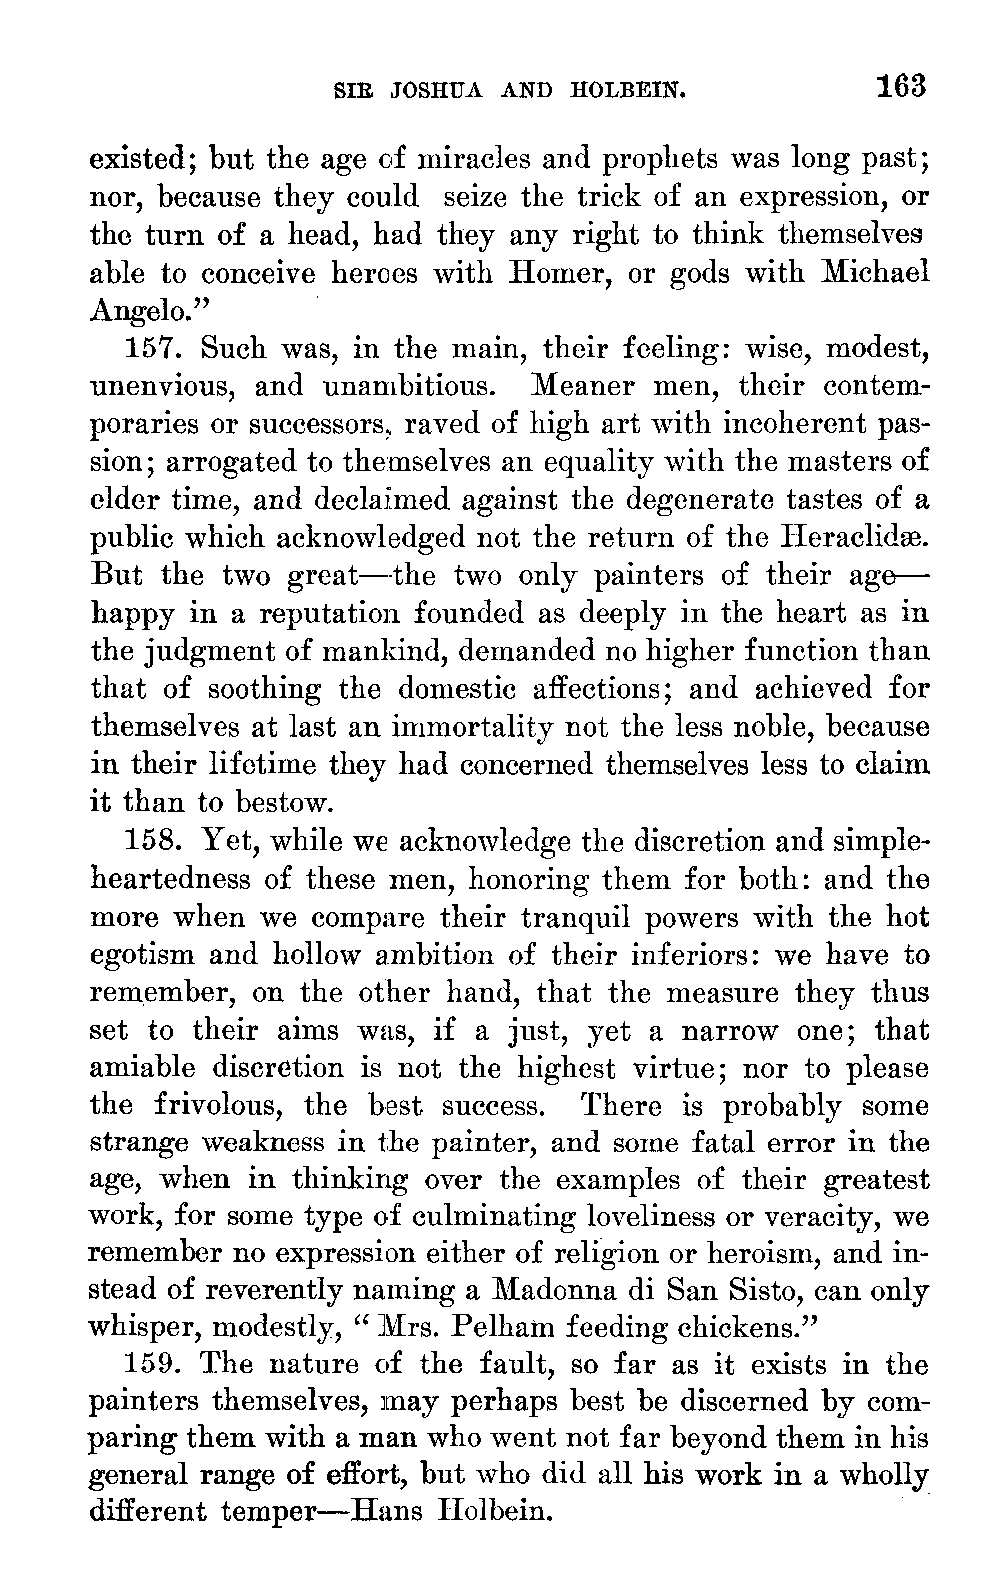 SIR JOSHUA AND HOLBEIN. 163
existed; but the age of miracles and prophets was long past;
nor, because they could seize the trick of an expression, or
the turn of a head, had they any right to think themselves
able to conceive heroes with Homer, or gods with Michael
Angelo.”
157. Such was, in the main, their feeling: wise, modest,
unenvious, and unambitious. Meaner men, their contem-
poraries or successors, raved of high art with incoherent pas-
sion; arrogated to themselves an equality with the masters of
elder time, and declaimed against the degenerate tastes of a
public which acknowledged not the return of the Heraclidæ.
But the two great—the two only painters of their age—
happy in a reputation founded as deeply in the heart as in
the judgment of mankind, demanded no higher function than
that of soothing the domestic affections; and achieved for
themselves at last an immortality not the less noble, because
in their lifetime they had concerned themselves less to claim
it than to bestow.
158. Yet, while we acknowledge the discretion and simple-
heartedness of these men, honoring them for both: and the
more when we compare their tranquil powers with the hot
egotism and hollow ambition of their inferiors: we have to
remember, on the other hand, that the measure they thus
set to their aims was, if a just, yet a narrow one; that
amiable discretion is not the highest virtue; nor to please
the frivolous, the best success. There is probably some
strange weakness in the painter, and some fatal error in the
age, when in thinking over the examples of their greatest
work, for some type of culminating loveliness or veracity, we
remember no expression either of religion or heroism, and in-
stead of reverently naming a Madonna di San Sisto, can only
whisper, modestly, “Mrs. Pelham feeding chickens.”
159. The nature of the fault, so far as it exists in the
painters themselves, may perhaps best be discerned by com-
paring them with a man who went not far beyond them in his
general range of effort, but who did all his work in a wholly
different temper—Hans Holbein.